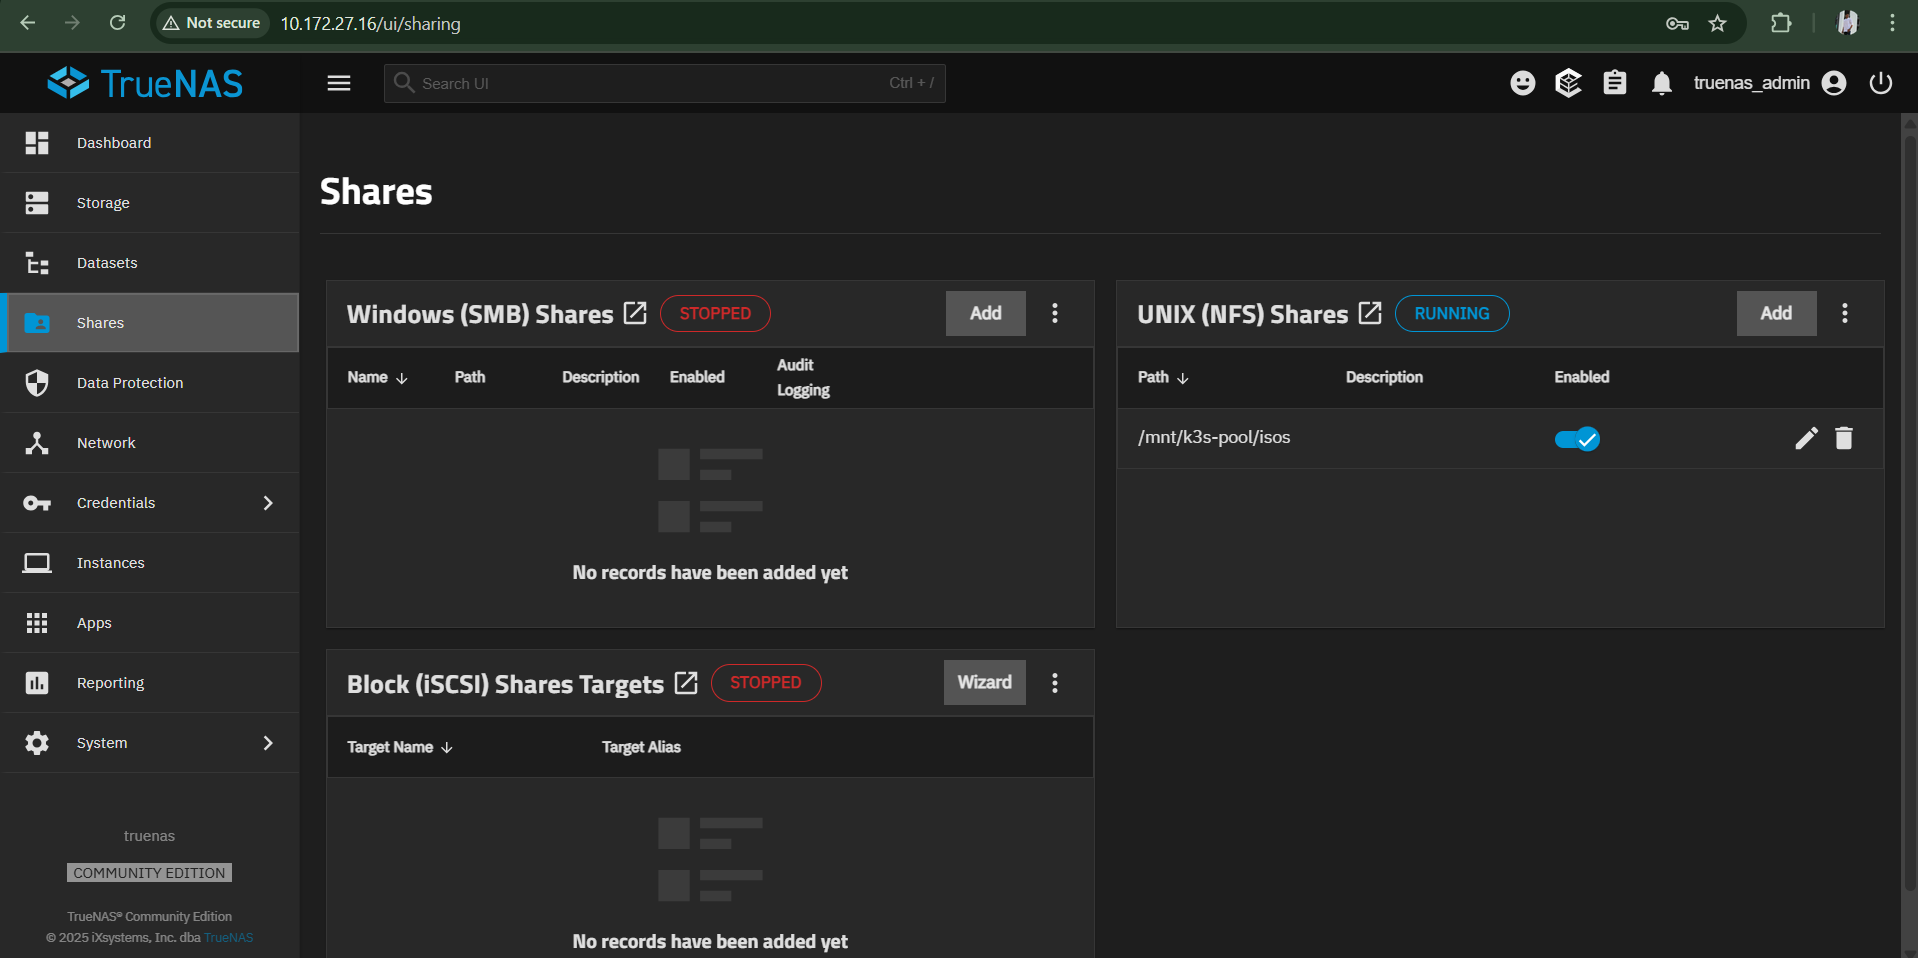 Not secure
10.172.27.16/ui/sharing
TrueNAS
Search UI
Ctrl + /
truenas_admin
Dashboard
Storage
Datasets
Shares
Data Protection
Network
Credentials
Instances
Apps
Reporting
System
truenas
COMMUNITY EDITION
TrueNAS® Community Edition
© 2025 iXsystems, Inc. dba TrueNAS
Shares
Windows (SMB) Shares
STOPPED
Add
Name
Path
Description
Enabled
Audit
Logging
No records have been added yet
UNIX (NFS) Shares
RUNNING
Add
Path
Description
Enabled
/mnt/k3s-pool/isos
Block (iSCSI) Shares Targets
STOPPED
Wizard
Target Name
Target Alias
No records have been added yet